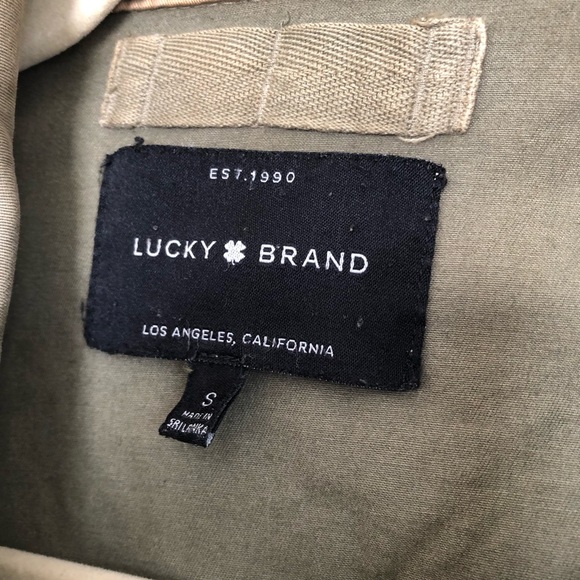 EST.1990
LUCKY BRAND
LOS ANGELES, CALIFORNIA
S
MADE IN
SRI LANKA